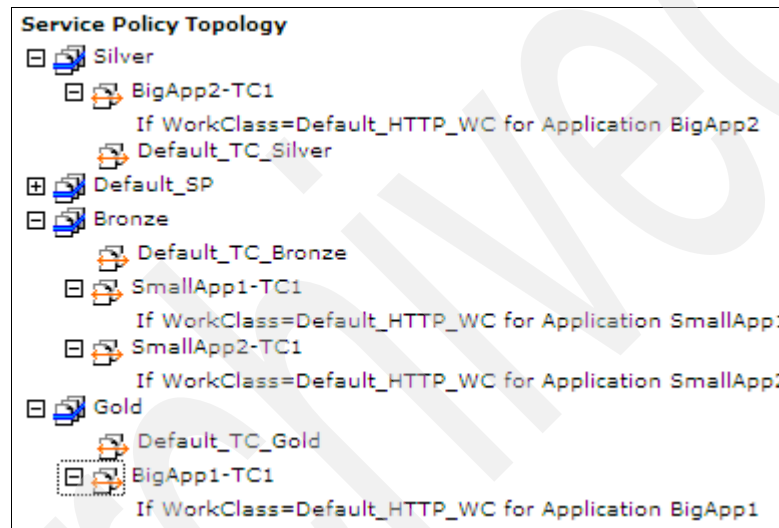 Service Policy Topology
Silver
BigApp2-TC1
If WorkClass=Default_HTTP_WC for Application BigApp2
Default_TC_Silver
Default_SP
Bronze
Default_TC_Bronze
SmallApp1-TC1
If WorkClass=Default_HTTP_WC for Application SmallApp1
SmallApp2-TC1
If WorkClass=Default_HTTP_WC for Application SmallApp2
Gold
Default_TC_Gold
BigApp1-TC1
If WorkClass=Default_HTTP_WC for Application BigApp1